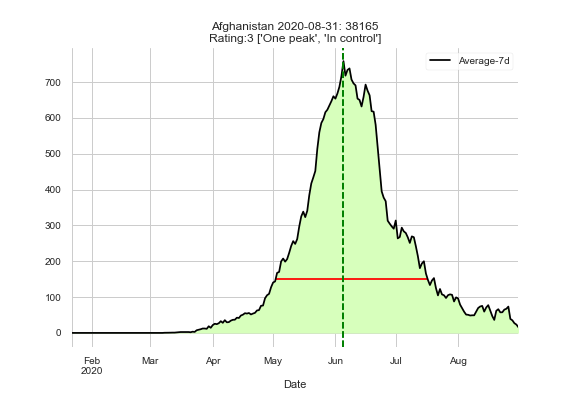 Afghanistan 2020-08-31: 38165
Rating:3 ['One peak', 'In control']
Average-7d
700
600
500
400
300
200
100
0
Feb
2020
Mar
Apr
May
Jun
Jul
Aug
Date